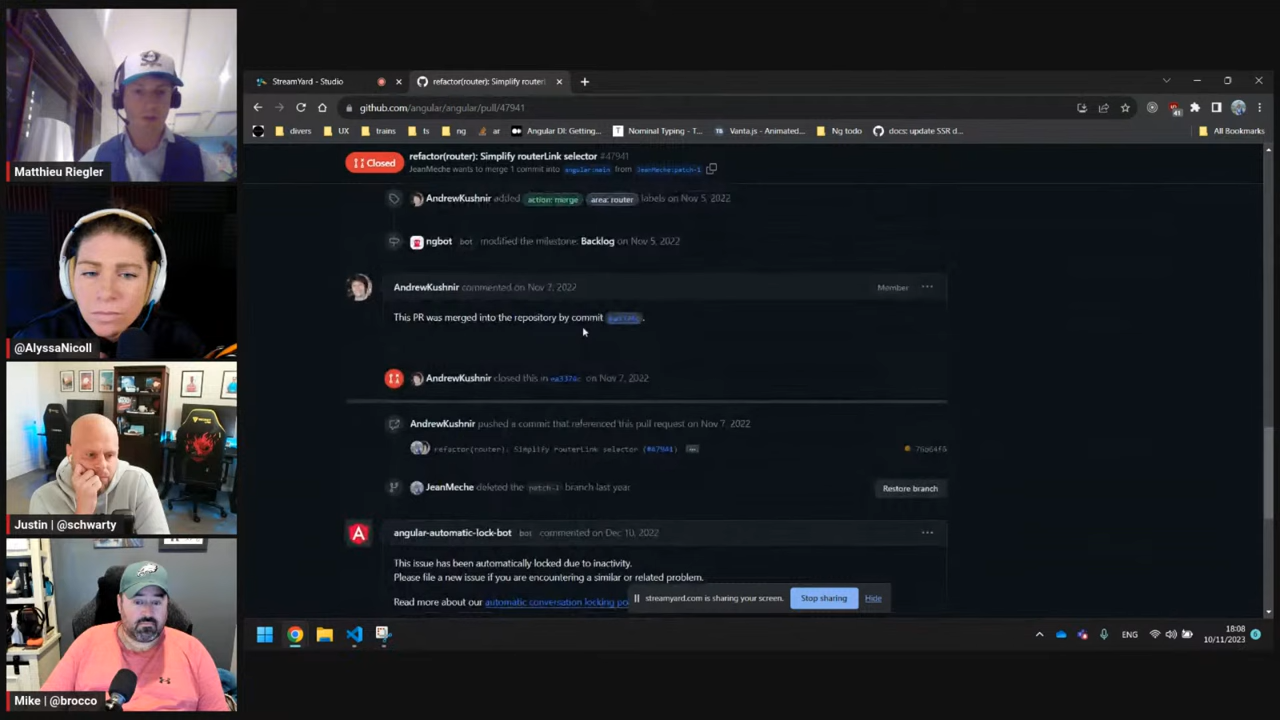 Matthieu Riegler
@AlyssaNicoll
Justin | @schwarty
Mike | @brocco
StreamYard - Studio
refactor(router): Simplify router
github.com/angular/angular/pull/47941
divers
UX
trains
ts
ng
ar
Angular DI: Getting...
Nominal Typing - T...
Vanta.js - Animated...
Ng todo
docs: update SSR d...
All Bookmarks
Closed
refactor(router): Simplify routerLink selector #47941
JeanMeche wants to merge 1 commit into angular:main from JeanMeche:patch-1
AndrewKushnir added action: merge area: router labels on Nov 5, 2022
ngbot bot modified the milestone: Backlog on Nov 5, 2022
AndrewKushnir commented on Nov 7, 2022
Member
This PR was merged into the repository by commit .
AndrewKushnir closed this in on Nov 7, 2022
AndrewKushnir pushed a commit that referenced this pull request on Nov 7, 2022
refactor(router): Simplify routerLink selector (#47941)
JeanMeche deleted the patch-1 branch last year
Restore branch
angular-automatic-lock-bot bot commented on Dec 10, 2022
This issue has been automatically locked due to inactivity.
Please file a new issue if you are encountering a similar or related problem.
Read more about our automatic conversation locking po
streamyard.com is sharing your screen.
Stop sharing
Hide
ENG
18:08
10/11/2023